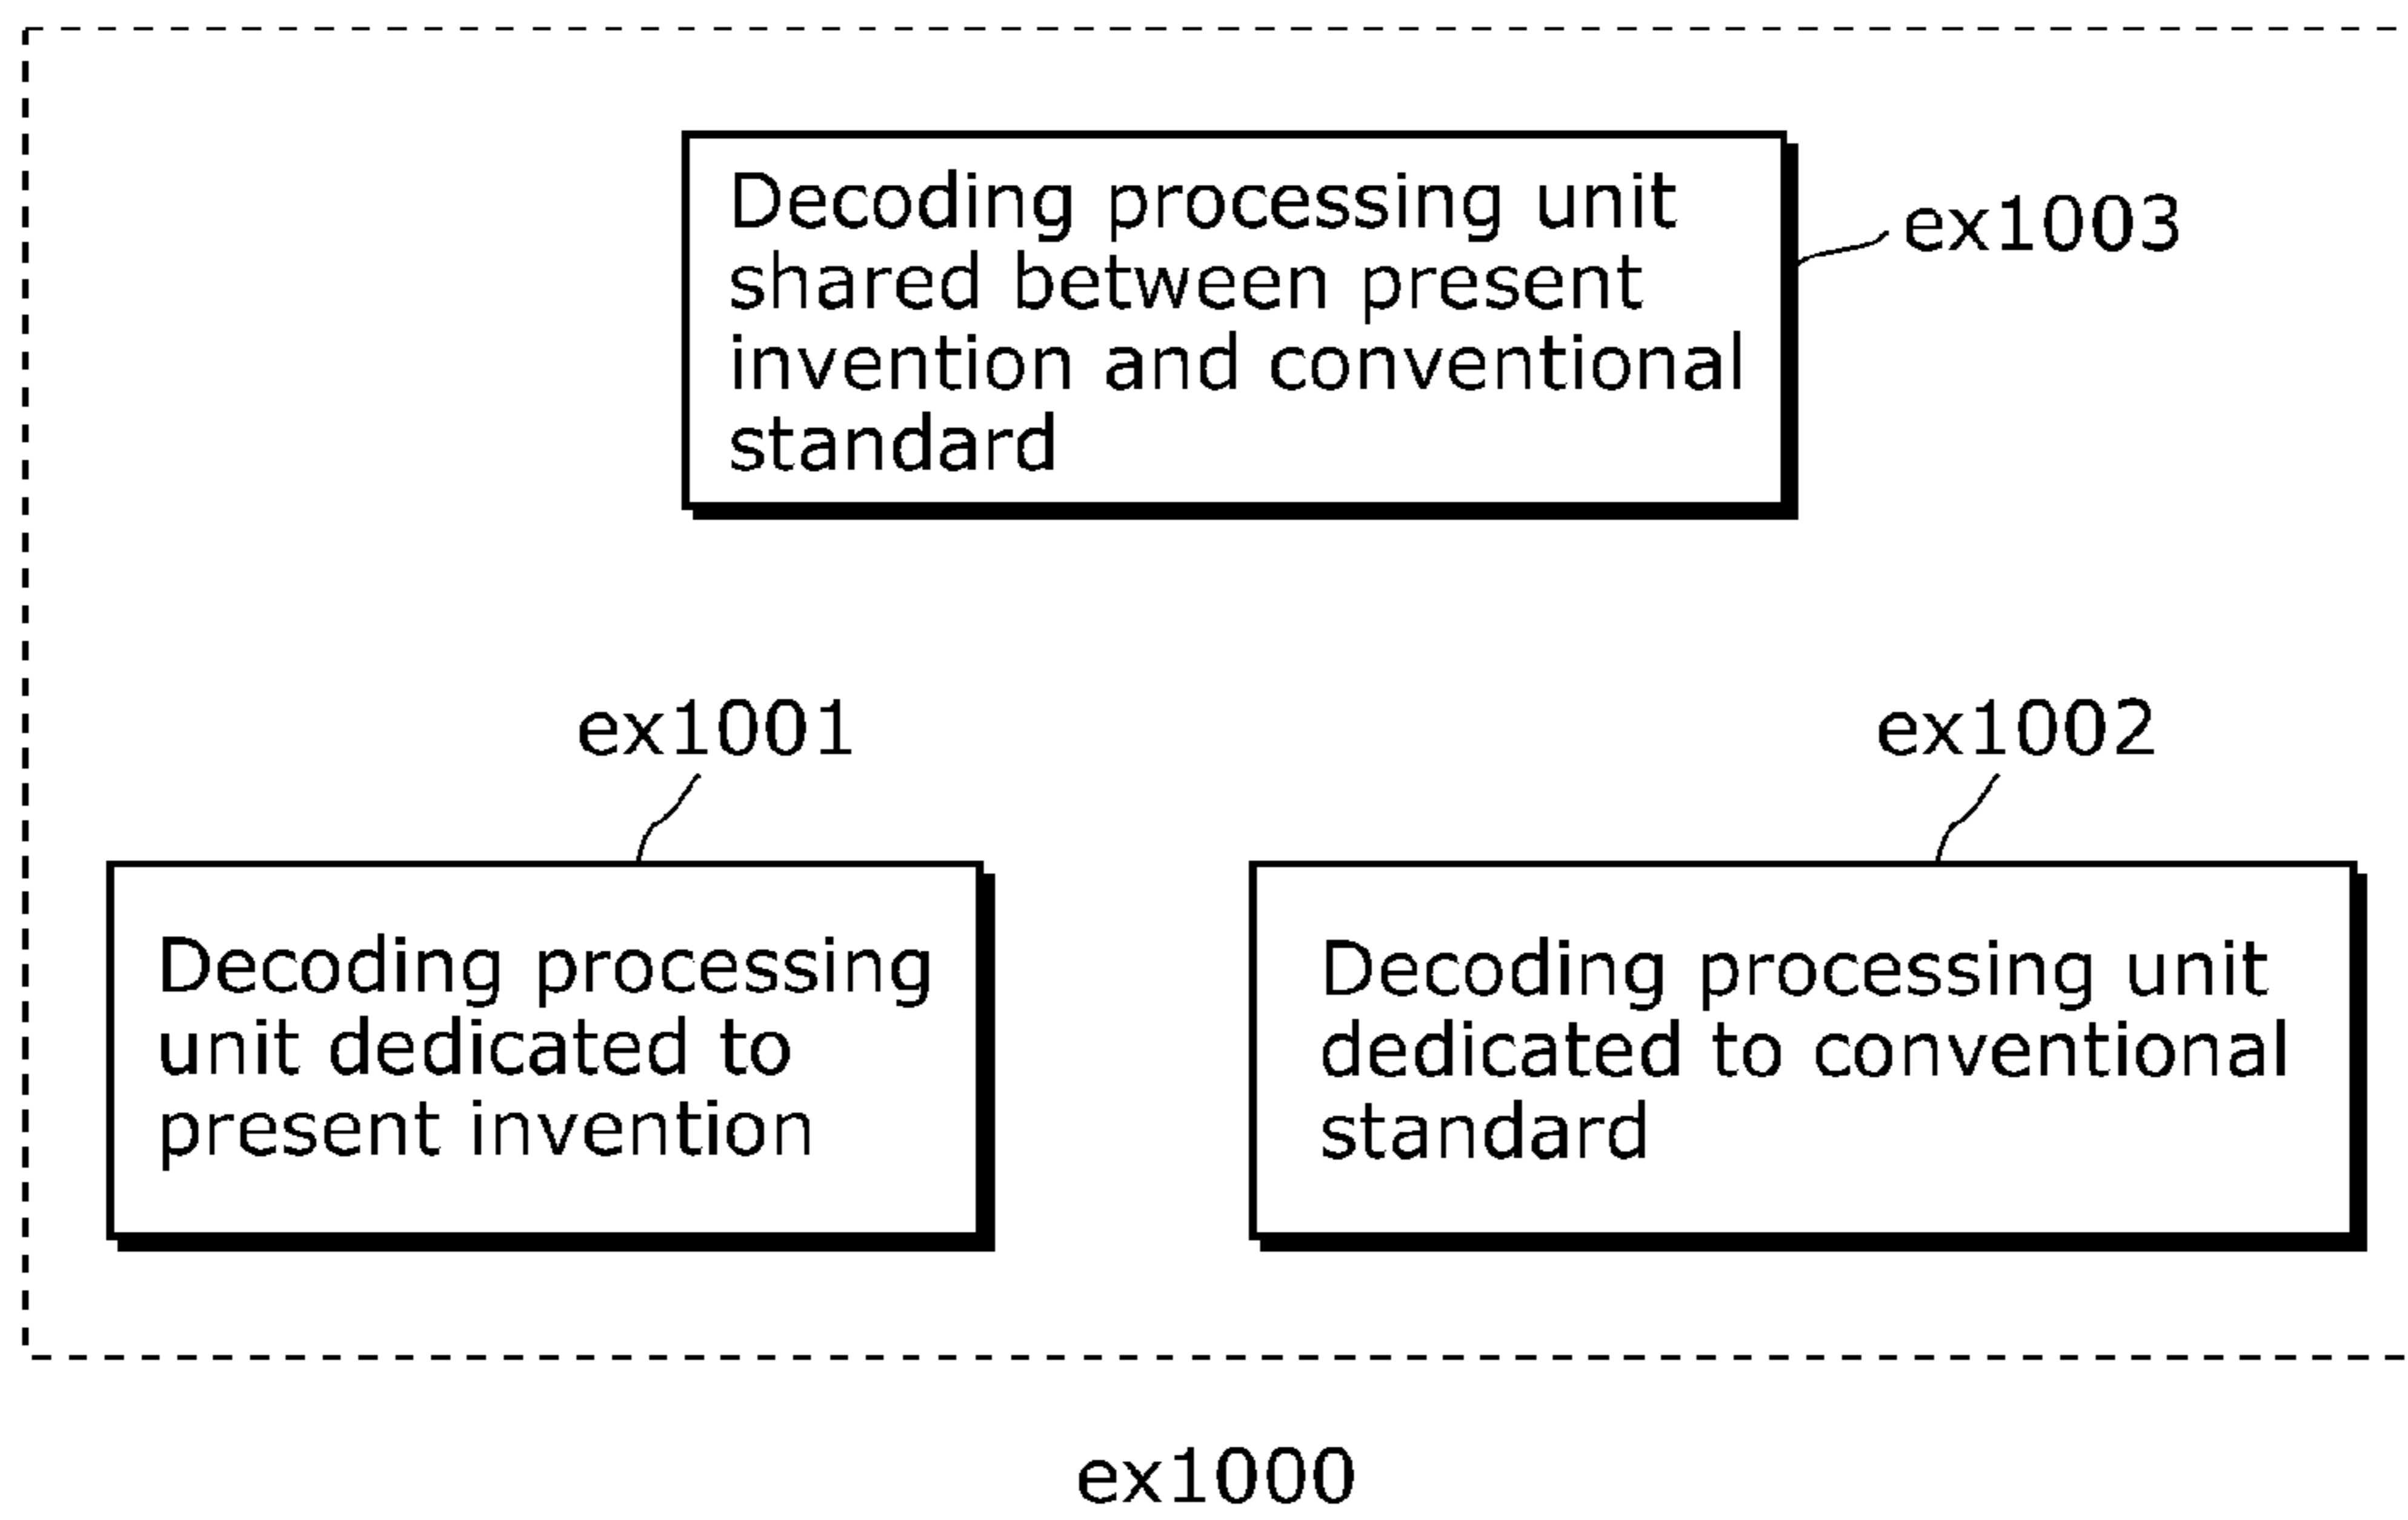 Decoding processing unit
shared between present
invention and conventional
standard
ex1003
ex1001
ex1002
Decoding processing
unit dedicated to
present invention
Decoding processing unit
dedicated to conventional
standard
ex1000